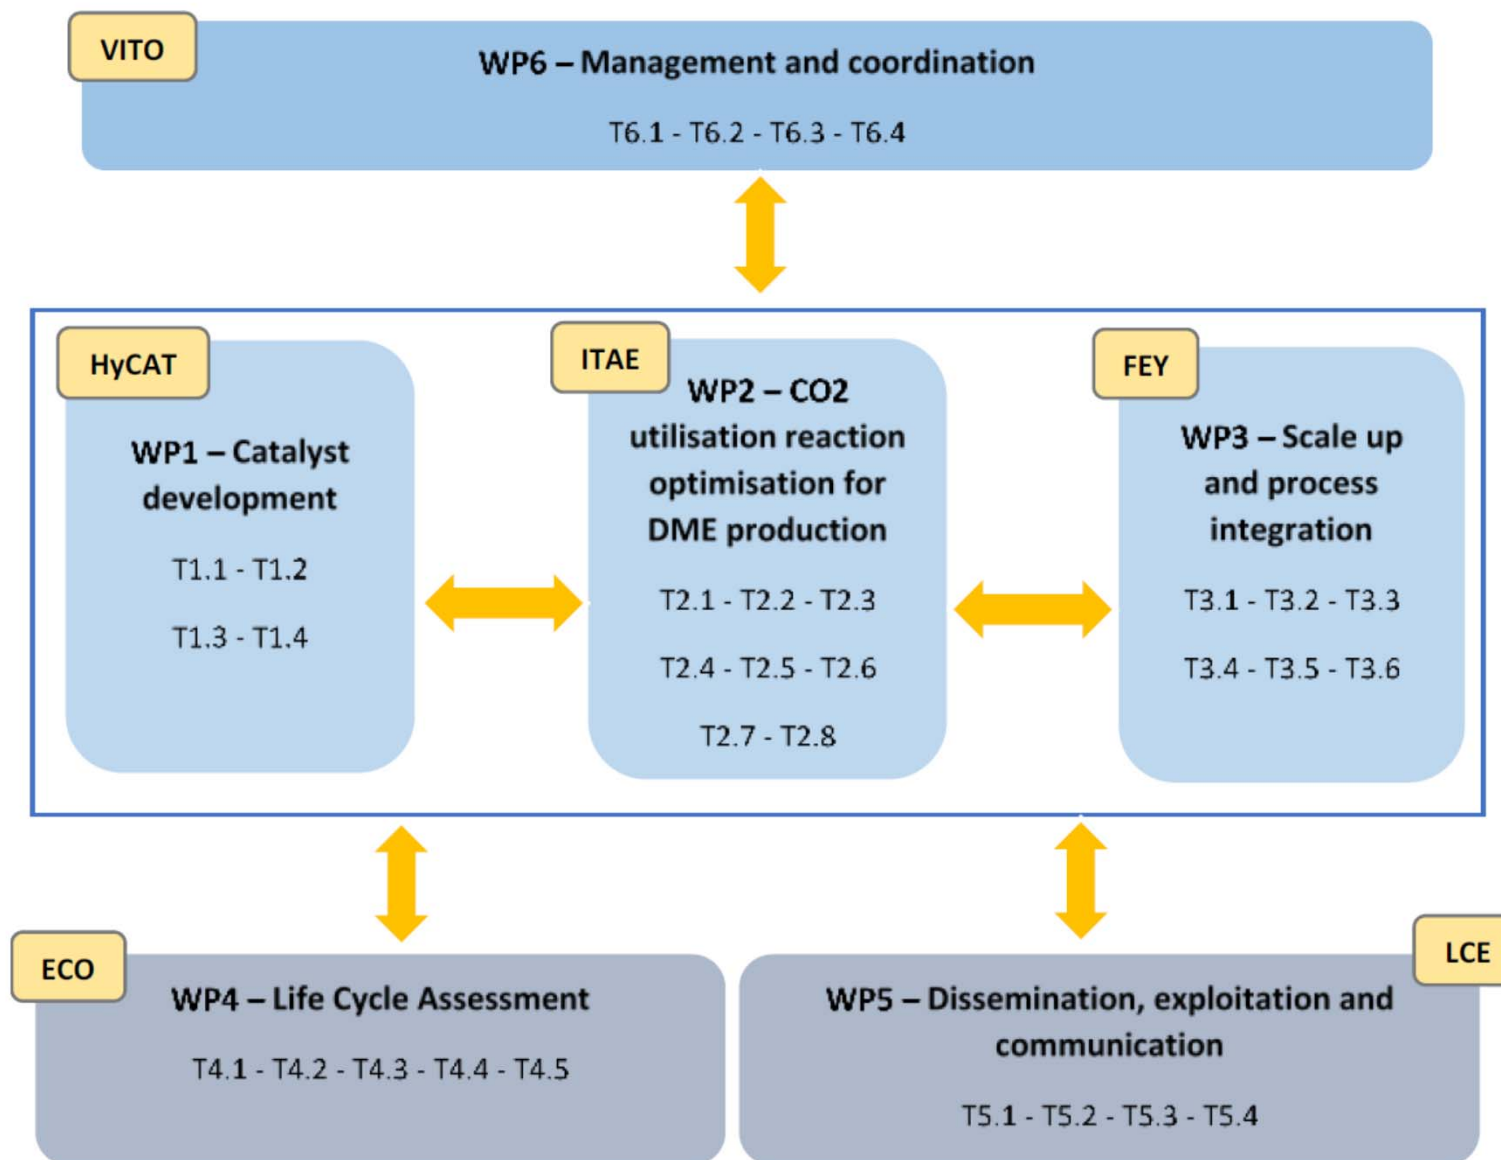 VITO
WP6 – Management and coordination
T6.1 - T6.2 - T6.3 - T6.4
HyCAT
WP1 – Catalyst
development
T1.1 - T1.2
T1.3 - T1.4
ITAE
WP2 – CO2
utilisation reaction
optimisation for
DME production
T2.1 - T2.2 - T2.3
T2.4 - T2.5 - T2.6
T2.7 - T2.8
FEY
WP3 – Scale up
and process
integration
T3.1 - T3.2 - T3.3
T3.4 - T3.5 - T3.6
ECO
WP4 – Life Cycle Assessment
T4.1 - T4.2 - T4.3 - T4.4 - T4.5
LCE
WP5 – Dissemination, exploitation and
communication
T5.1 - T5.2 - T5.3 - T5.4